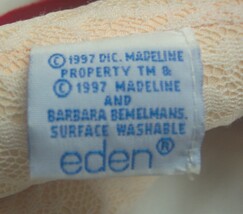 © 1997 DIC. MADELINE
PROPERTY TM &
© 1997 MADELINE
AND
BARBARA BEMELMANS.
SURFACE WASHABLE
eden®